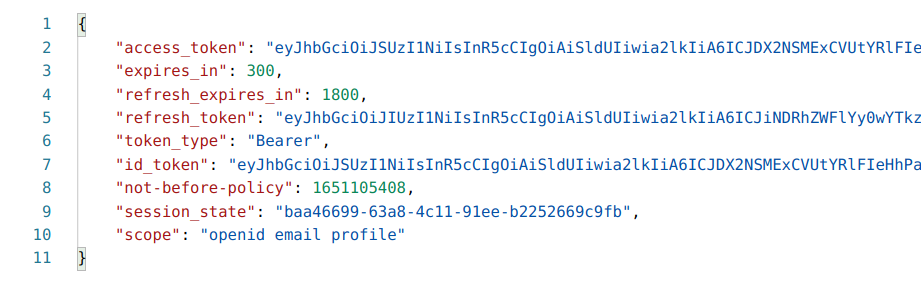 1 {
2 "access_token": "eyJhbGciOiJSUzI1NiIsInR5cCIgOiAiSldUIiwia2lkIiA6ICJDX2NSMExCVUtYRlFIe
3 "expires_in": 300,
4 "refresh_expires_in": 1800,
5 "refresh_token": "eyJhbGciOiJIUzI1NiIsInR5cCIgOiAiSldUIiwia2lkIiA6ICJiNDRhZWFlYy0wYTkz
6 "token_type": "Bearer",
7 "id_token": "eyJhbGciOiJSUzI1NiIsInR5cCIgOiAiSldUIiwia2lkIiA6ICJDX2NSMExCVUtYRlFIeHhPa
8 "not-before-policy": 1651105408,
9 "session_state": "baa46699-63a8-4c11-91ee-b2252669c9fb",
10 "scope": "openid email profile"
11 }